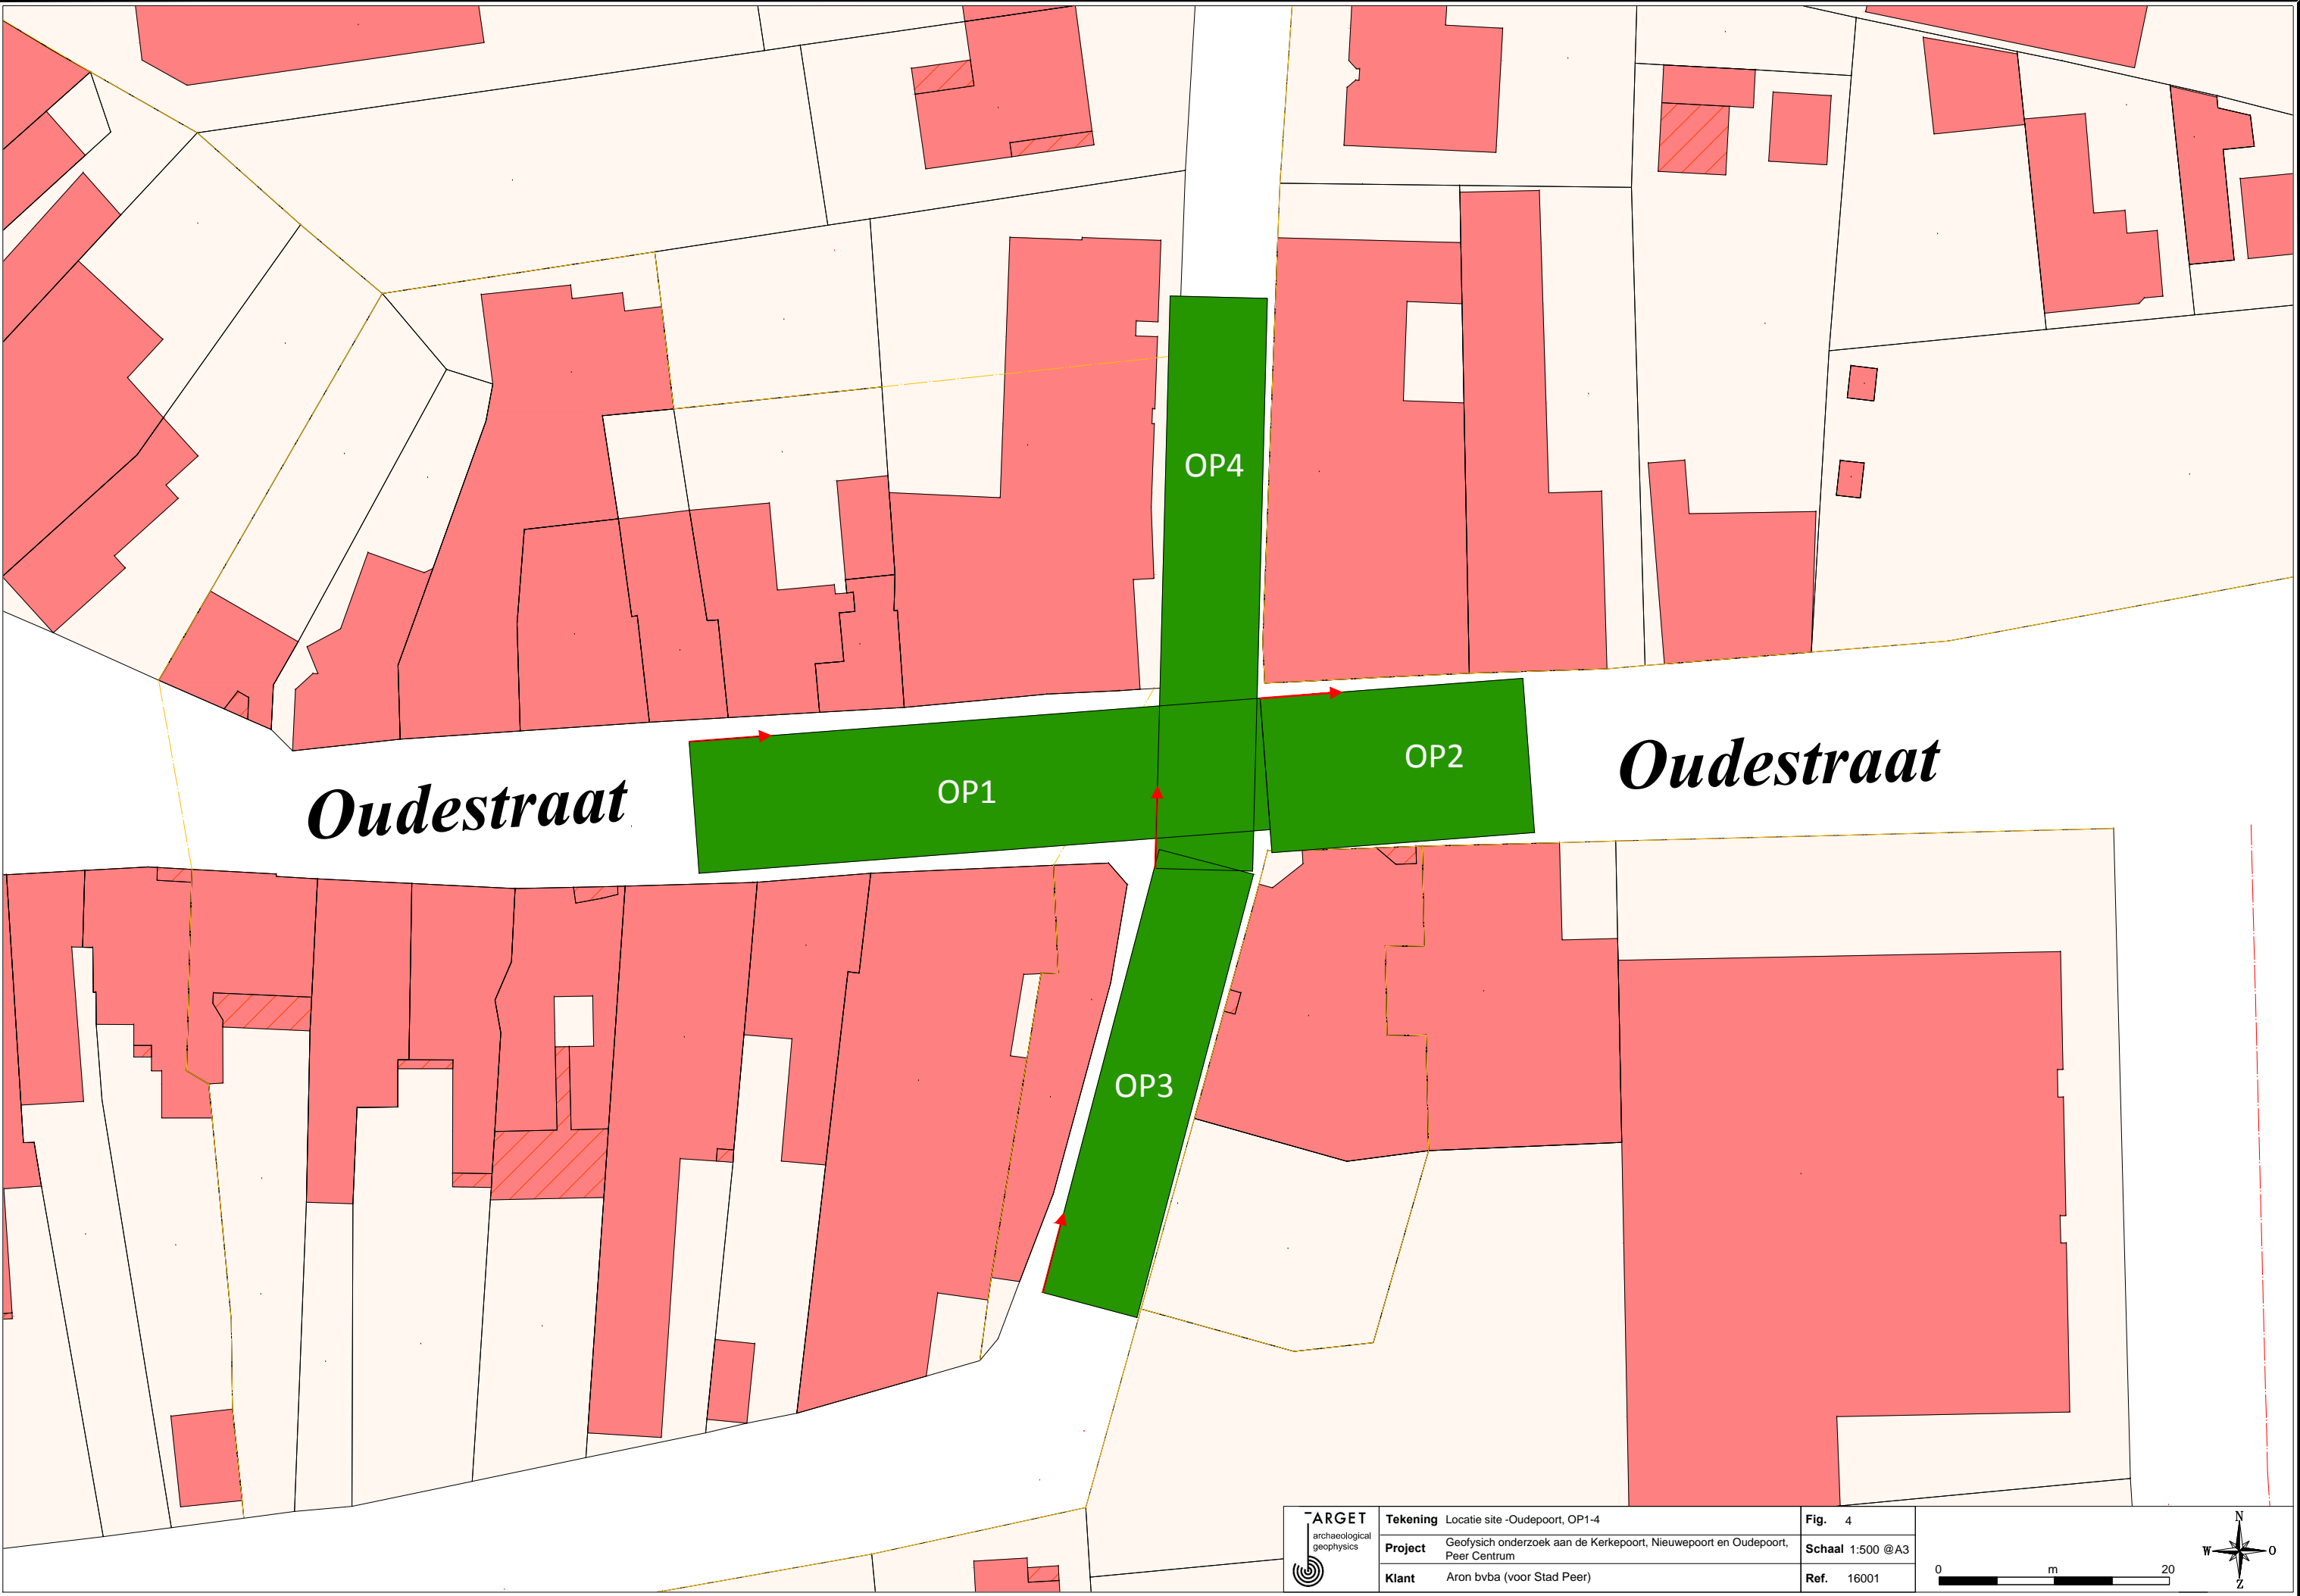 OP4
OP2
Oudestraat
OP1
Oudestraat
OP3
TARGET
archaeological
geophysics
Tekening Locatie site -Oudepoort, OP1-4
Project Geofysich onderzoek aan de Kerkepoort, Nieuwepoort en Oudepoort,
Peer Centrum
Klant Aron bvba (voor Stad Peer)
Fig. 4
Schaal 1:500 @A3
Ref. 16001
0 m 20
N
W O
Z